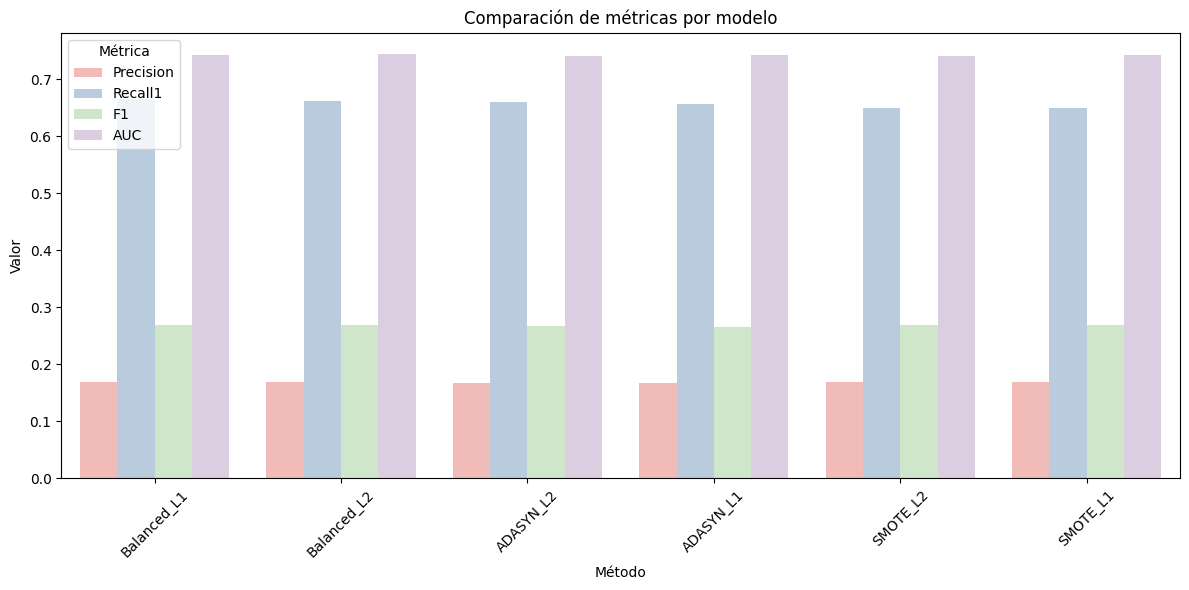 Comparación de métricas por modelo
Métrica
Precision
Recall1
F1
AUC
Valor
0.7
0.6
0.5
0.4
0.3
0.2
0.1
0.0
Balanced_L1
Balanced_L2
ADASYN_L2
ADASYN_L1
SMOTE_L2
SMOTE_L1
Método